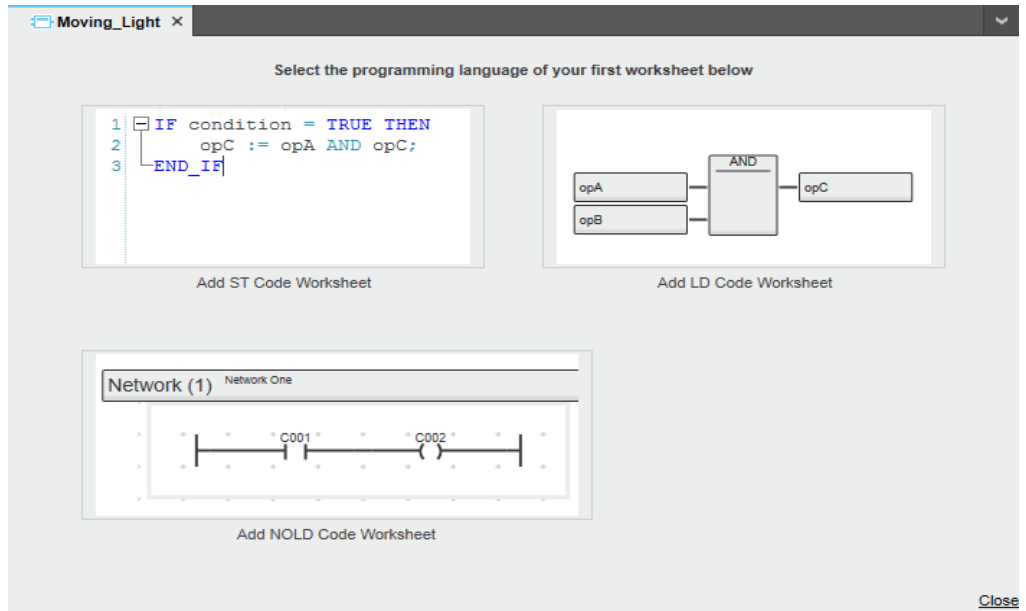 Moving_Light ×
Select the programming language of your first worksheet below
1 IF condition = TRUE THEN
2 opC := opA AND opC;
3 END_IF
Add ST Code Worksheet
AND
opA
opC
opB
Add LD Code Worksheet
Network (1) Network One
C001 C002
Add NOLD Code Worksheet
Close